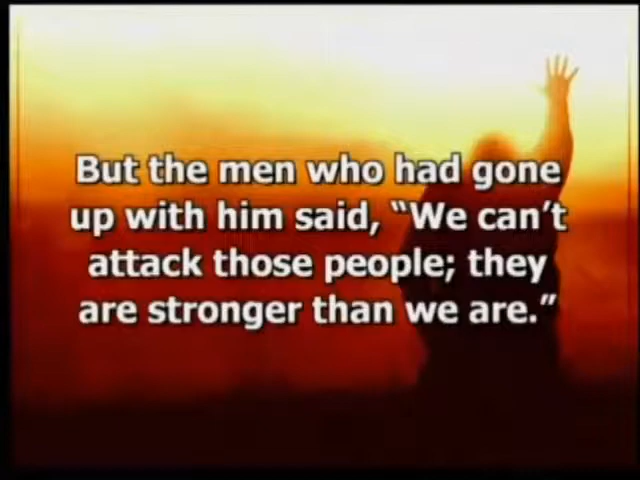 But the men who had gone
up with him said, “We can’t
attack those people; they
are stronger than we are.”